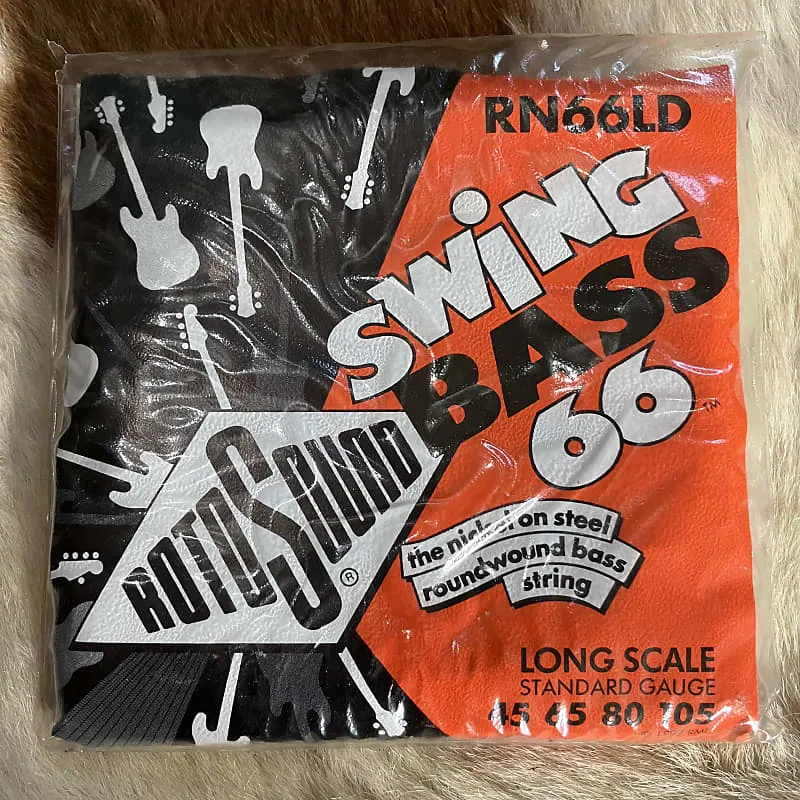 RN66LD
SWING
BASS
66™
ROTOSOUND®
the nickel on steel
roundwound bass
string
LONG SCALE
STANDARD GAUGE
45 65 80 105